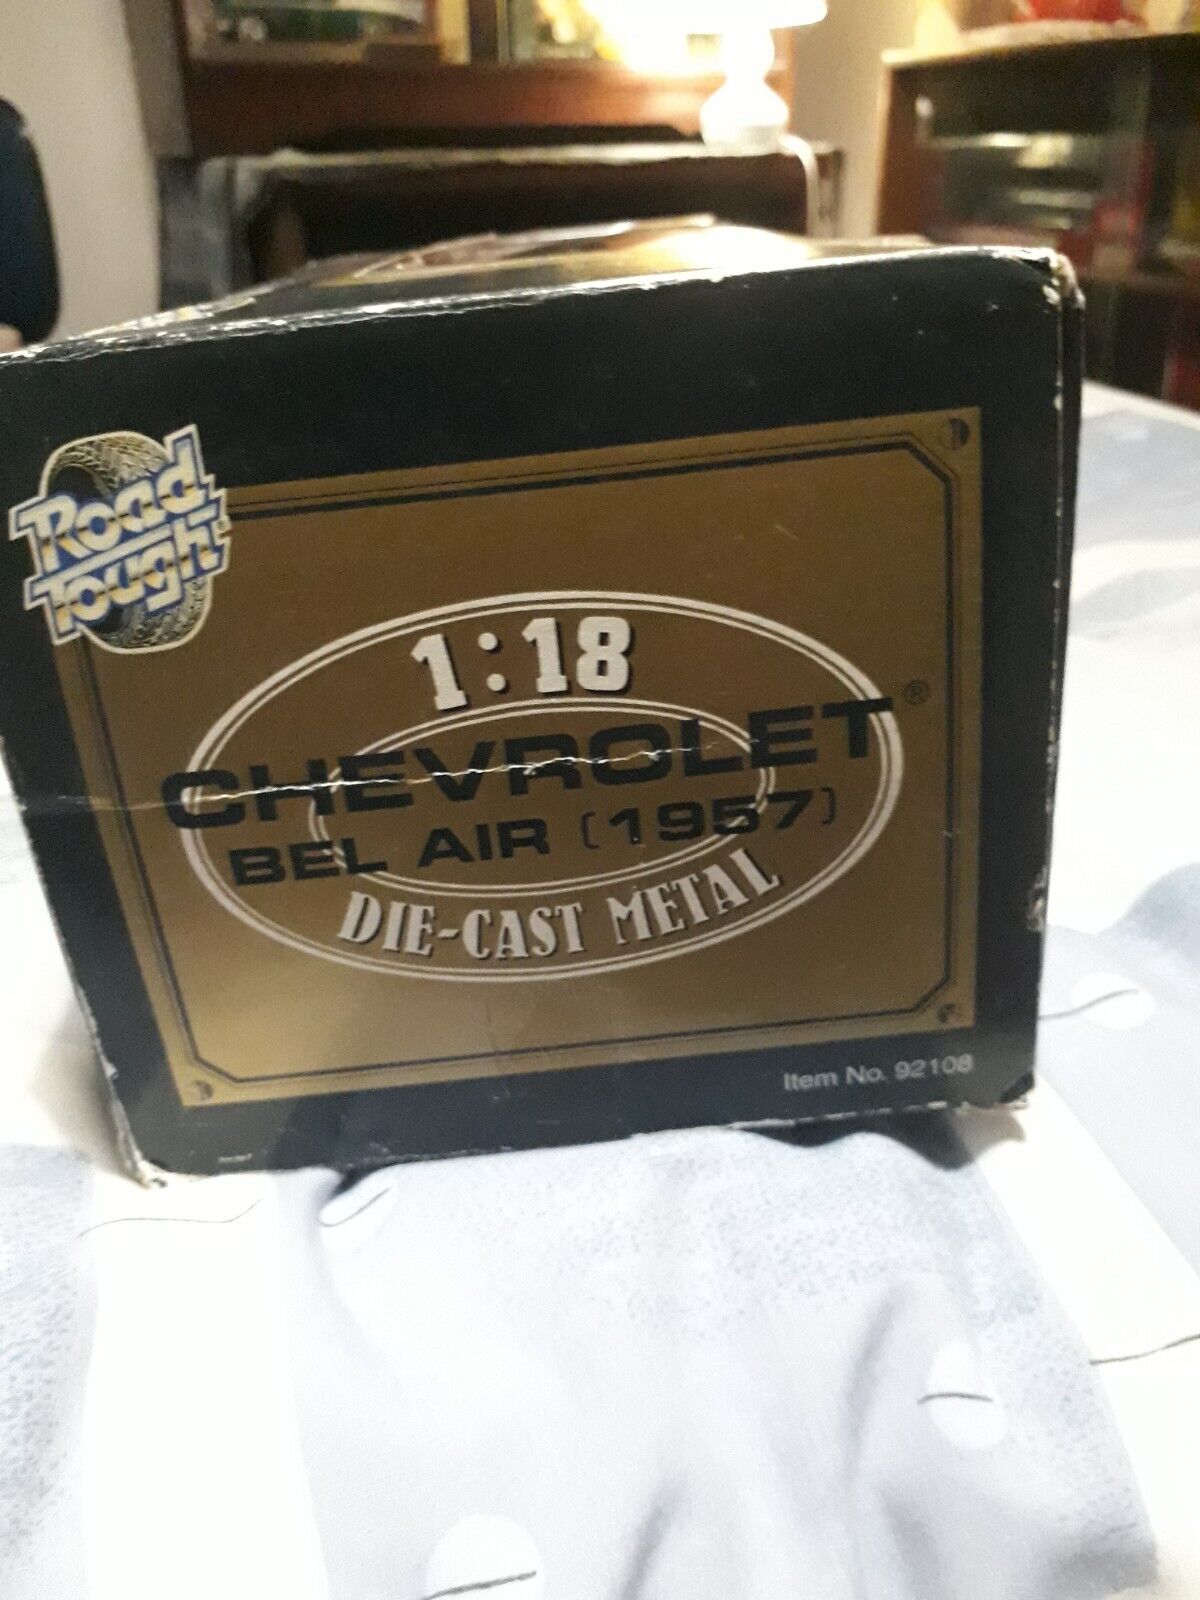 Road
Tough®
1:18
CHEVROLET®
BEL AIR (1957)
DIE-CAST METAL
Item No. 92108